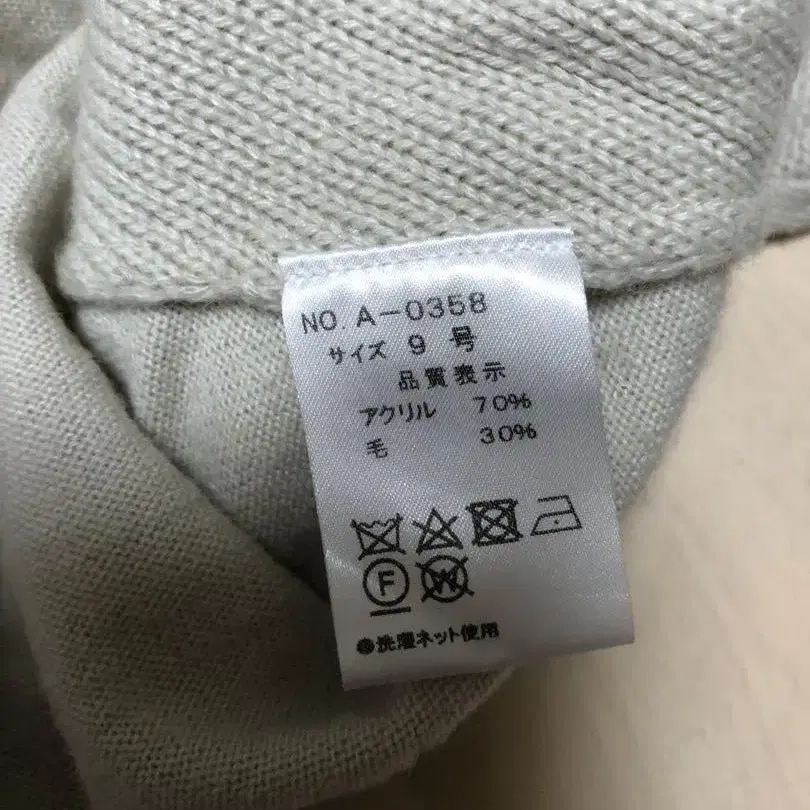 NO. A-0358
サイズ 9 号
品質表示
アクリル 70%
毛 30%
F W
●洗濯ネット使用